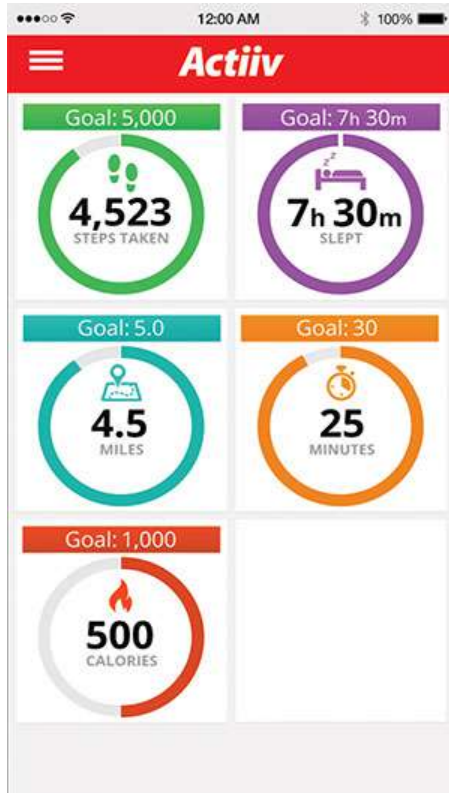 12:00 AM
100%
Actiiv
Goal: 5,000
4,523
STEPS TAKEN
Goal: 7h 30m
zZ
7h 30m
SLEPT
Goal: 5.0
4.5
MILES
Goal: 30
25
MINUTES
Goal: 1,000
500
CALORIES